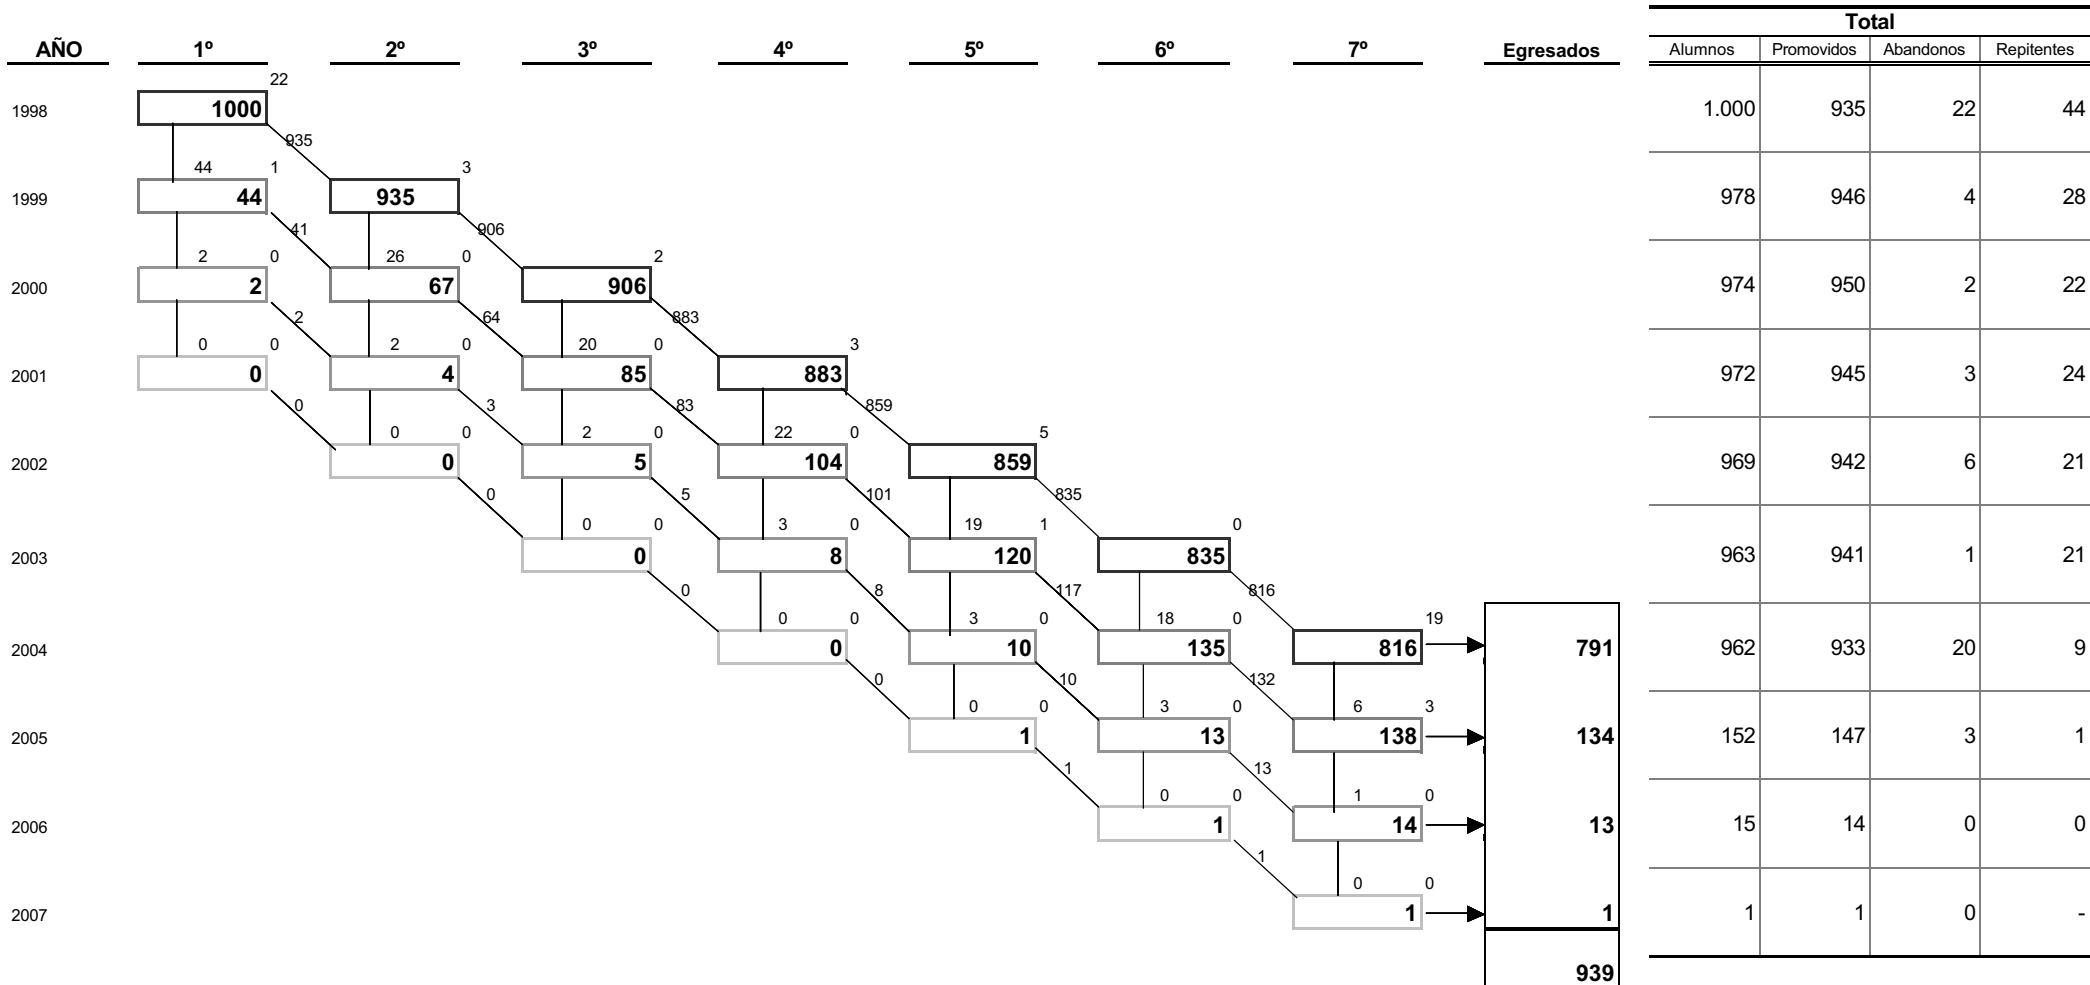 Total
AÑO 1º 2º 3º 4º 5º 6º 7º Egresados Alumnos Promovidos Abandonos Repitentes
22
1998 1000 1.000 935 22 44
935
44 1 3
1999 44 935 978 946 4 28
41 906
2 0 26 0 2
2000 2 67 906 974 950 2 22
2 64 883
0 0 2 0 20 0 3
2001 0 4 85 883 972 945 3 24
0 3 83 859
0 0 2 0 22 0 5
2002 0 5 104 859 969 942 6 21
0 5 101 835
0 0 3 0 19 1 0
2003 0 8 120 835 963 941 1 21
0 8 117 816
0 0 3 0 18 0 19
2004 0 10 135 816 791 962 933 20 9
0 10 132
0 0 3 0 6 3
2005 1 13 138 134 152 147 3 1
1 13
0 0 1 0
2006 1 14 13 15 14 0 0
1
0 0
2007 1 1 1 1 0 -
939